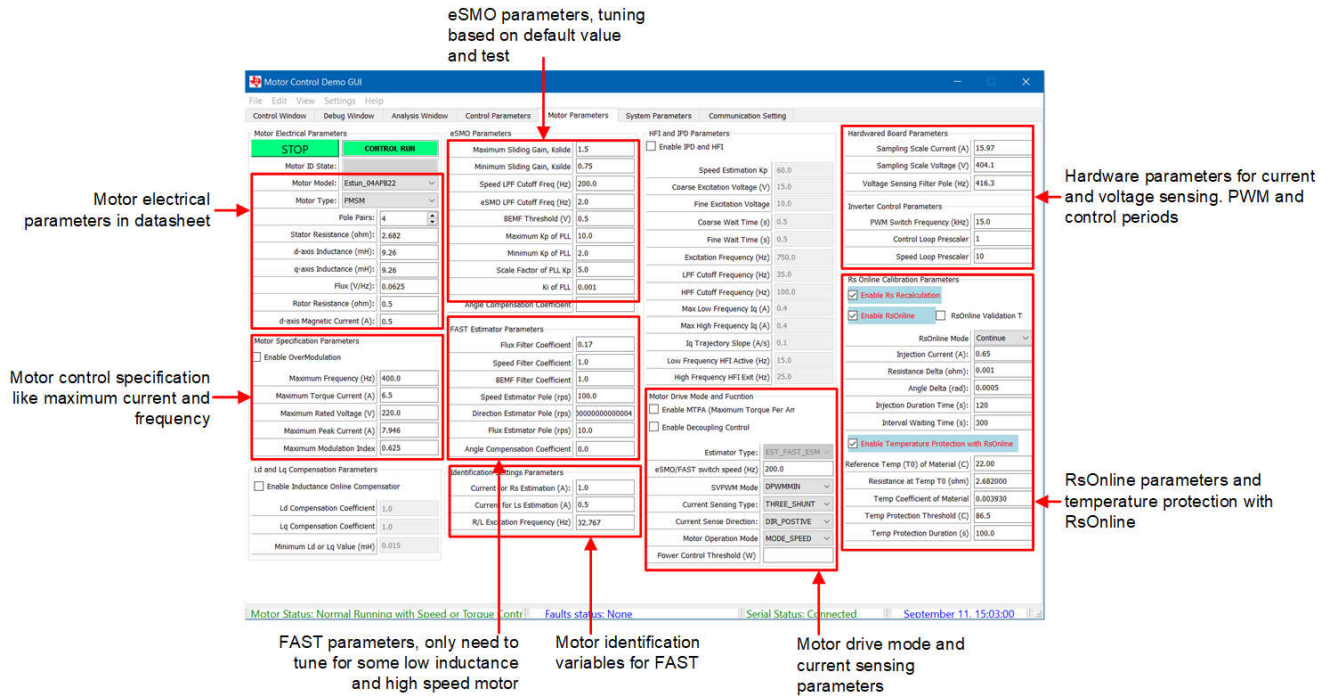 eSMO parameters, tuning
based on default value
and test
Motor Control Demo GUI
File Edit View Settings Help
Control Window Debug Window Analysis Window Control Parameters Motor Parameters System Parameters Communication Setting
Motor Electrical Parameters
STOP CONTROL RUN
Motor ID State:
Motor Model: Estun_04APB22
Motor Type: PMSM
Pole Pairs: 4
Stator Resistance (ohm): 2.682
d-axis Inductance (mH): 9.26
q-axis Inductance (mH): 9.26
Flux (V/Hz): 0.0625
Rotor Resistance (ohm): 0.5
d-axis Magnetic Current (A): 0.5
Motor Specification Parameters
Enable OverModulation
Maximum Frequency (Hz) 400.0
Maximum Torque Current (A) 6.5
Maximum Rated Voltage (V) 220.0
Maximum Peak Current (A) 7.946
Maximum Modulation Index 0.625
Ld and Lq Compensation Parameters
Enable Inductance Online Compensatior
Ld Compensation Coefficient 1.0
Lq Compensation Coefficient 1.0
Minimum Ld or Lq Value (mH) 0.015
eSMO Parameters
Maximum Sliding Gain, Kslide 1.5
Minimum Sliding Gain, Kslide 0.75
Speed LPF Cutoff Freq (Hz) 200.0
eSMO LPF Cutoff Freq (Hz) 2.0
BEMF Threshold (V) 0.5
Maximum Kp of PLL 10.0
Minimum Kp of PLL 2.0
Scale Factor of PLL Kp 5.0
Ki of PLL 0.001
Angle Compensation Coefficient
FAST Estimator Parameters
Flux Filter Coefficient 0.17
Speed Filter Coefficient 1.0
BEMF Filter Coefficient 1.0
Speed Estimator Pole (rps) 100.0
Direction Estimator Pole (rps) 00000000000004
Flux Estimator Pole (rps) 10.0
Angle Compensation Coefficient 0.0
Identification Settings Parameters
Current for Rs Estimation (A): 1.0
Current for Ls Estimation (A) 0.5
R/L Excitation Frequency (Hz) 32.767
HFI and IPD Parameters
Enable IPD and HFI
Speed Estimation Kp 60.0
Coarse Excitation Voltage (V) 15.0
Fine Excitation Voltage 10.0
Coarse Wait Time (s) 0.5
Fine Wait Time (s) 0.5
Excitation Frequency (Hz) 750.0
LPF Cutoff Frequency (Hz) 35.0
HPF Cutoff Frequency (Hz) 100.0
Max Low Frequency Iq (A) 0.4
Max High Frequency Iq (A) 0.4
Iq Trajectory Slope (A/s) 0.1
Low Frequency HFI Active (Hz) 15.0
High Frequency HFI Exit (Hz) 25.0
Motor Drive Mode and Fucntion
Enable MTPA (Maximum Torque Per Am
Enable Decoupling Control
Estimator Type: EST_FAST_ESM
eSMO/FAST switch speed (Hz) 200.0
SVPWM Mode DPWMMIN
Current Sensing Type: THREE_SHUNT
Current Sense Direction: DIR_POSTIVE
Motor Operation Mode MODE_SPEED
Power Control Threshold (W)
Hardwared Board Parameters
Sampling Scale Current (A) 15.97
Sampling Scale Voltage (V) 404.1
Voltage Sensing Filter Pole (Hz) 416.3
Inverter Control Parameters
PWM Switch Frequency (kHz) 15.0
Control Loop Prescaler 1
Speed Loop Prescaler 10
Rs Online Calibration Parameters
Enable Rs Recalculation
Enable RsOnline RsOnline Validation T
RsOnline Mode Continue
Injection Current (A): 0.65
Resistance Delta (ohm): 0.001
Angle Delta (rad): 0.0005
Injection Duration Time (s): 120
Interval Waiting Time (s): 300
Enable Temperature Protection with RsOnline
Reference Temp (T0) of Material (C) 22.00
Resistance at Temp T0 (ohm) 2.682000
Temp Coefficient of Material 0.003930
Temp Protection Threshold (C) 86.5
Temp Protection Duration (s) 100.0
Motor Status: Normal Running with Speed or Torque Contr Faults status: None Serial Status: Connected September 11, 15:03:00
Motor electrical
parameters in datasheet
Motor control specification
like maximum current and
frequency
Hardware parameters for current
and voltage sensing. PWM and
control periods
RsOnline parameters and
temperature protection with
RsOnline
FAST parameters, only need to
tune for some low inductance
and high speed motor
Motor identification
variables for FAST
Motor drive mode and
current sensing
parameters